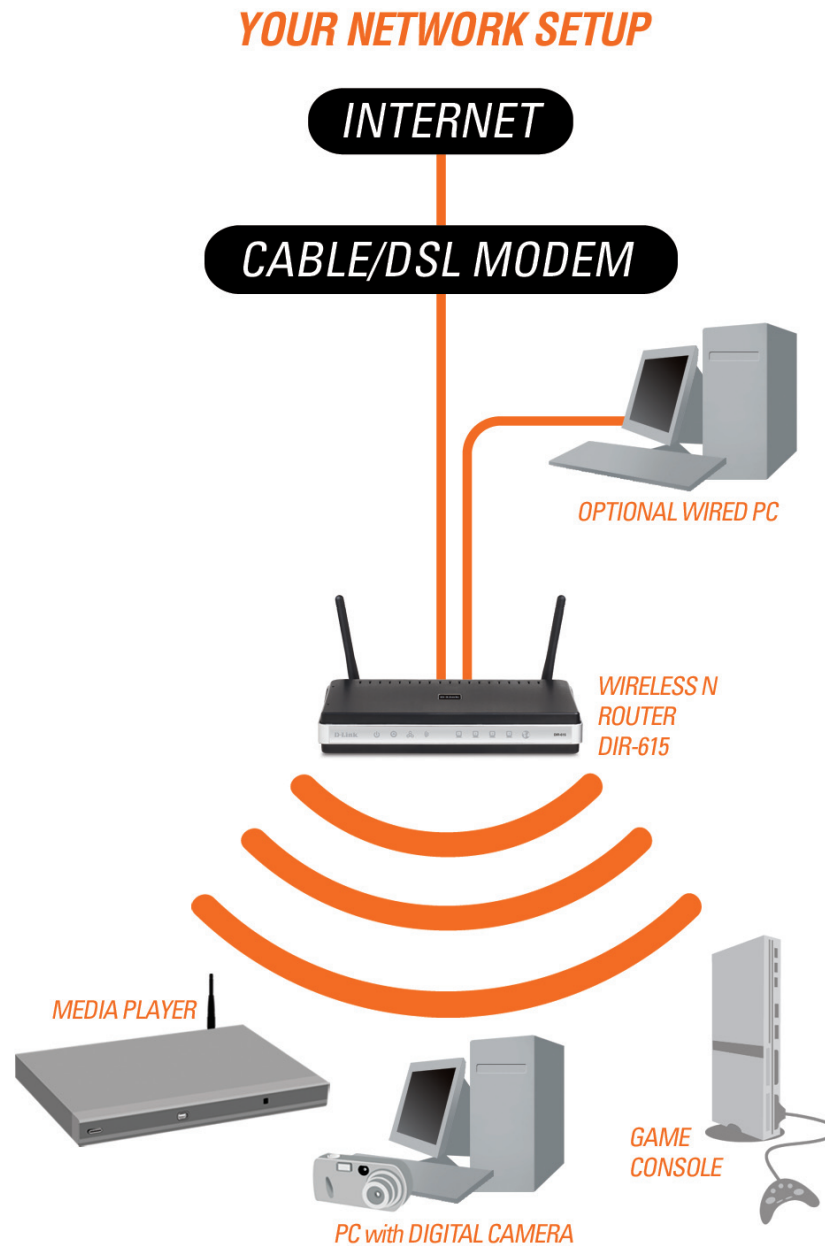 YOUR NETWORK SETUP
INTERNET
CABLE/DSL MODEM
OPTIONAL WIRED PC
WIRELESS N
ROUTER
DIR-615
D-Link
MEDIA PLAYER
GAME
CONSOLE
PC with DIGITAL CAMERA